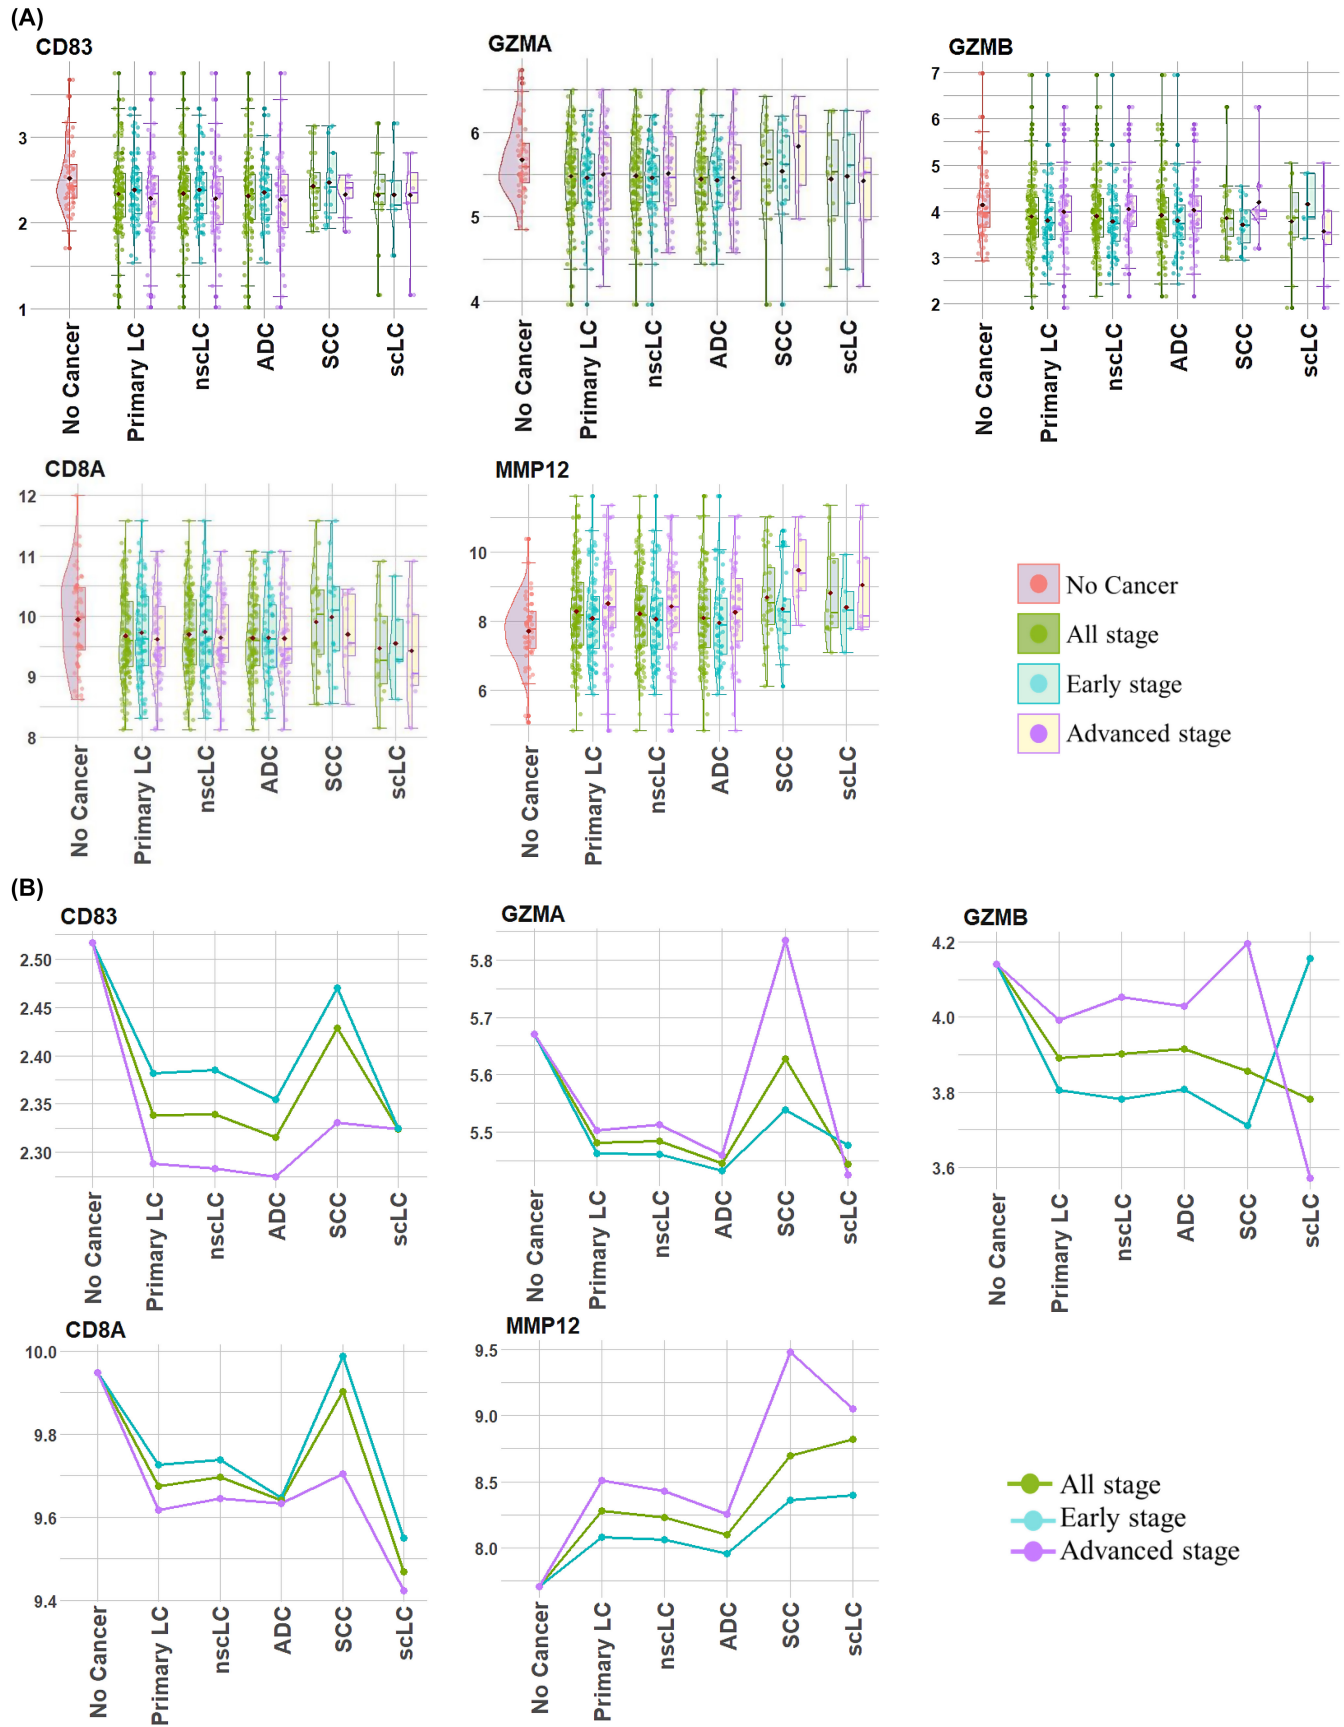 (A)
CD83
3
2
1
No Cancer
Primary LC
nscLC
ADC
SCC
scLC
GZMA
6
5
4
No Cancer
Primary LC
nscLC
ADC
SCC
scLC
GZMB
7
6
5
4
3
2
No Cancer
Primary LC
nscLC
ADC
SCC
scLC
CD8A
12
11
10
9
8
No Cancer
Primary LC
nscLC
ADC
SCC
scLC
MMP12
10
8
6
No Cancer
Primary LC
nscLC
ADC
SCC
scLC
No Cancer
All stage
Early stage
Advanced stage
(B)
CD83
2.50
2.45
2.40
2.35
2.30
No Cancer
Primary LC
nscLC
ADC
SCC
scLC
GZMA
5.8
5.7
5.6
5.5
No Cancer
Primary LC
nscLC
ADC
SCC
scLC
GZMB
4.2
4.0
3.8
3.6
No Cancer
Primary LC
nscLC
ADC
SCC
scLC
CD8A
10.0
9.8
9.6
9.4
No Cancer
Primary LC
nscLC
ADC
SCC
scLC
MMP12
9.5
9.0
8.5
8.0
No Cancer
Primary LC
nscLC
ADC
SCC
scLC
All stage
Early stage
Advanced stage